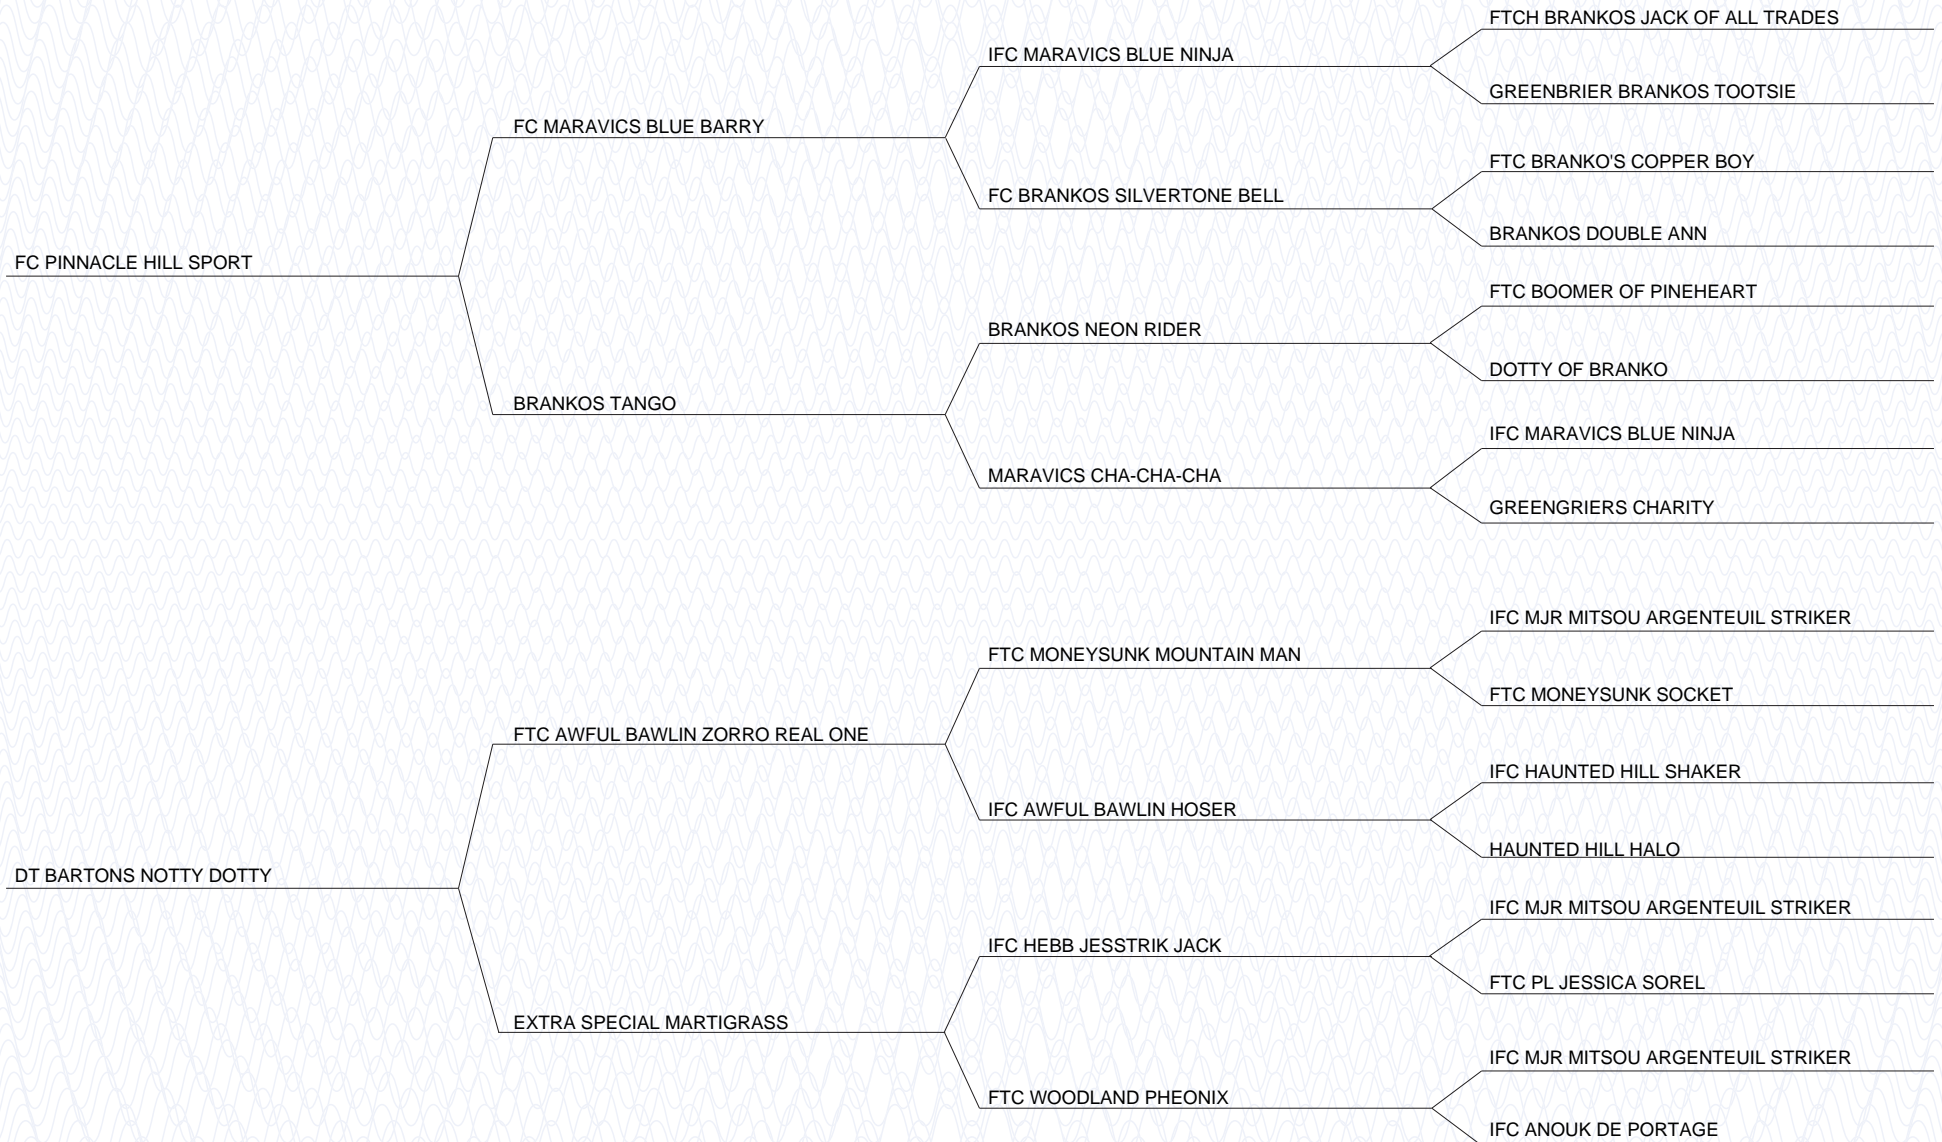 FTCH BRANKOS JACK OF ALL TRADES
IFC MARAVICS BLUE NINJA
GREENBRIER BRANKOS TOOTSIE
FC MARAVICS BLUE BARRY
FTC BRANKO'S COPPER BOY
FC BRANKOS SILVERTONE BELL
BRANKOS DOUBLE ANN
FC PINNACLE HILL SPORT
FTC BOOMER OF PINEHEART
BRANKOS NEON RIDER
DOTTY OF BRANKO
BRANKOS TANGO
IFC MARAVICS BLUE NINJA
MARAVICS CHA-CHA-CHA
GREENGRIERS CHARITY
IFC MJR MITSOU ARGENTEUIL STRIKER
FTC MONEYSUNK MOUNTAIN MAN
FTC MONEYSUNK SOCKET
FTC AWFUL BAWLIN ZORRO REAL ONE
IFC HAUNTED HILL SHAKER
IFC AWFUL BAWLIN HOSER
HAUNTED HILL HALO
DT BARTONS NOTTY DOTTY
IFC MJR MITSOU ARGENTEUIL STRIKER
IFC HEBB JESSTRIK JACK
FTC PL JESSICA SOREL
EXTRA SPECIAL MARTIGRASS
IFC MJR MITSOU ARGENTEUIL STRIKER
FTC WOODLAND PHEONIX
IFC ANOUK DE PORTAGE